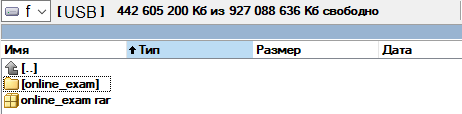 f [USB] 442 605 200 Кб из 927 088 636 Кб свободно
Имя Тип Размер Дата
[..]
[online_exam]
online_exam rar